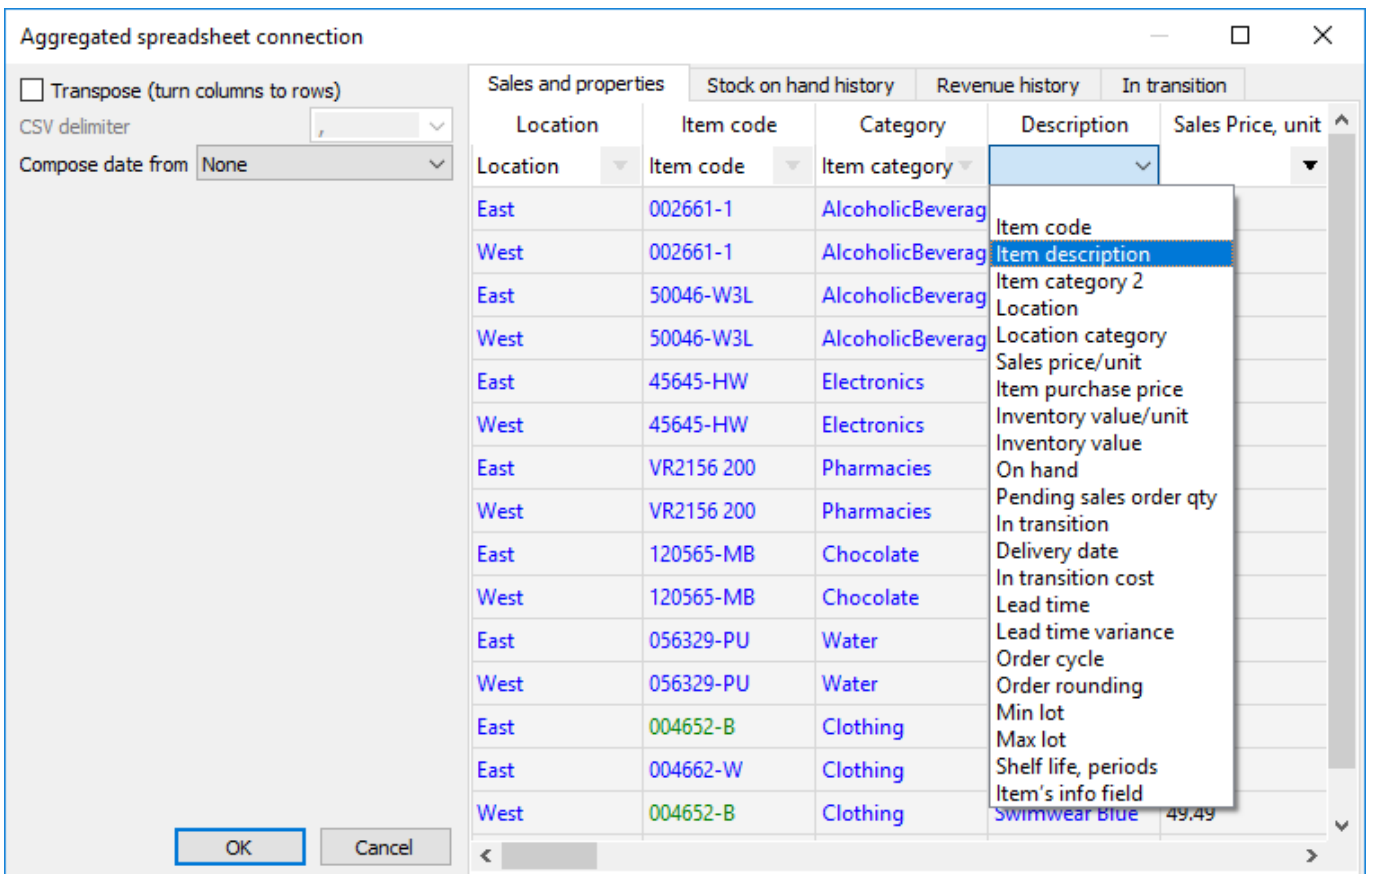 Aggregated spreadsheet connection
Transpose (turn columns to rows)
CSV delimiter ,
Compose date from None
Sales and properties Stock on hand history Revenue history In transition
Location Item code Category Description Sales Price, unit
Location Item code Item category
East 002661-1 AlcoholicBeverag
West 002661-1 AlcoholicBeverag
East 50046-W3L AlcoholicBeverag
West 50046-W3L AlcoholicBeverag
East 45645-HW Electronics
West 45645-HW Electronics
East VR2156 200 Pharmacies
West VR2156 200 Pharmacies
East 120565-MB Chocolate
West 120565-MB Chocolate
East 056329-PU Water
West 056329-PU Water
East 004652-B Clothing
East 004662-W Clothing
West 004652-B Clothing Swimwear Blue 49.49
Item code
Item description
Item category 2
Location
Location category
Sales price/unit
Item purchase price
Inventory value/unit
Inventory value
On hand
Pending sales order qty
In transition
Delivery date
In transition cost
Lead time
Lead time variance
Order cycle
Order rounding
Min lot
Max lot
Shelf life, periods
Item's info field
OK Cancel